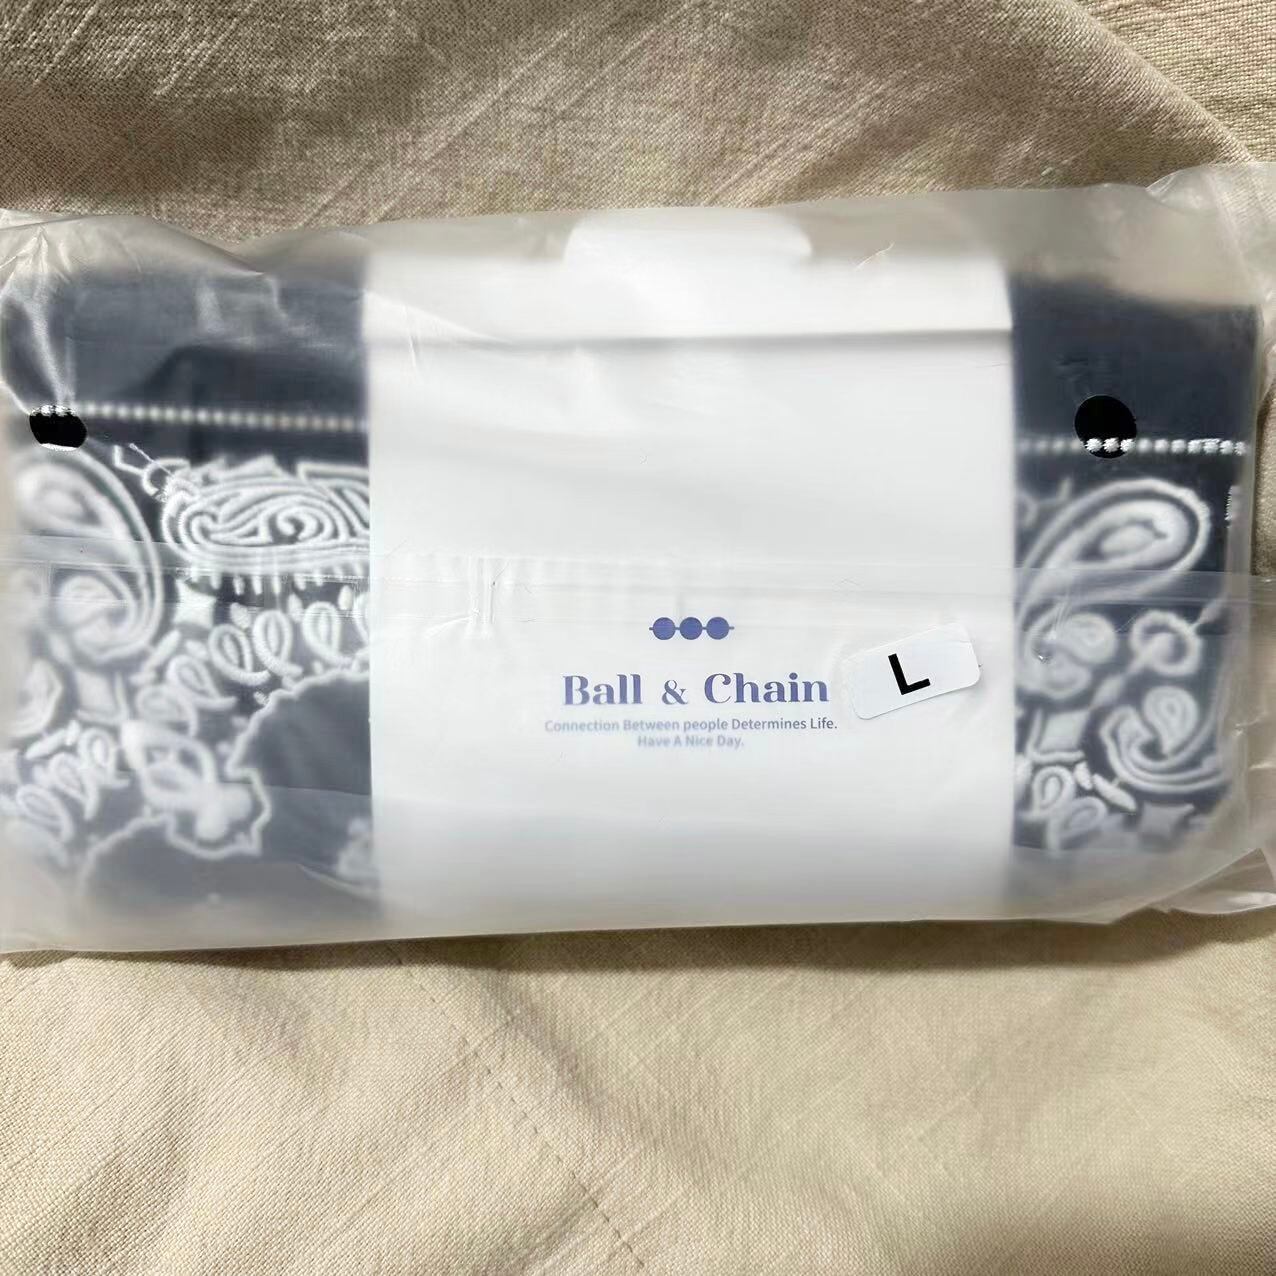 Ball & Chain
L
Connection Between people Determines Life.
Have A Nice Day.